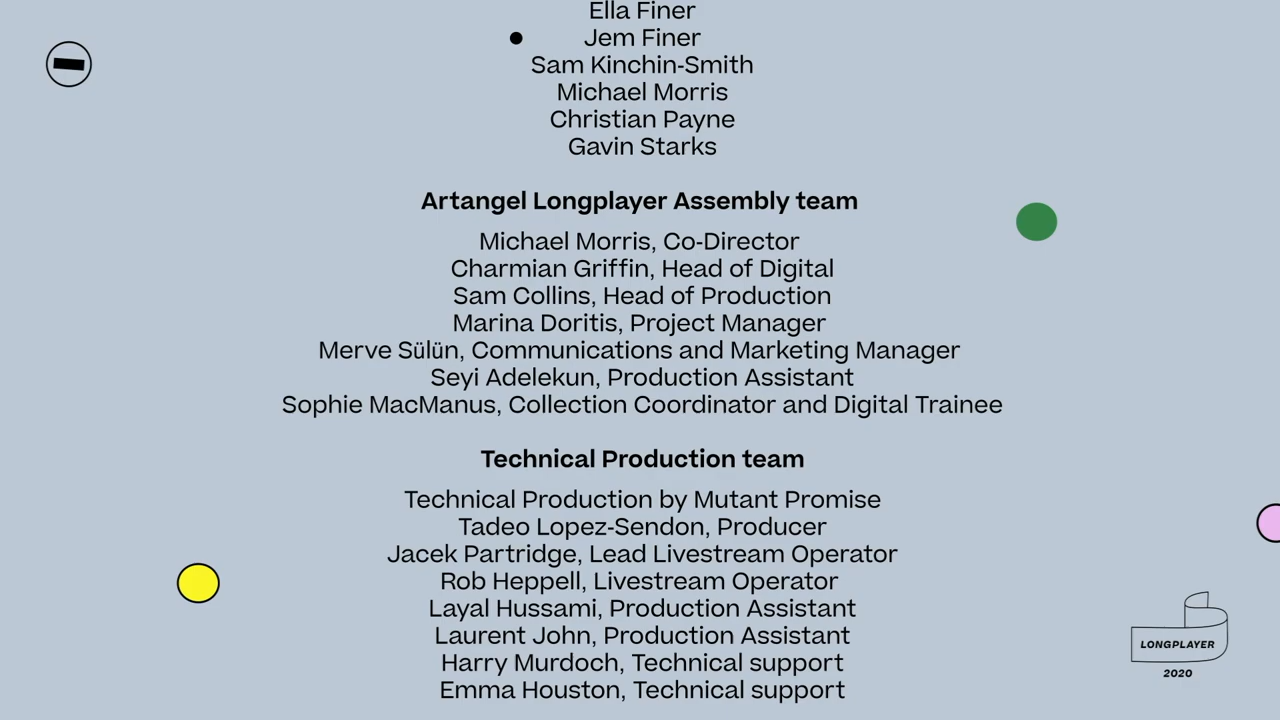 Ella Finer
Jem Finer
Sam Kinchin-Smith
Michael Morris
Christian Payne
Gavin Starks
Artangel Longplayer Assembly team
Michael Morris, Co-Director
Charmian Griffin, Head of Digital
Sam Collins, Head of Production
Marina Doritis, Project Manager
Merve Sülün, Communications and Marketing Manager
Seyi Adelekun, Production Assistant
Sophie MacManus, Collection Coordinator and Digital Trainee
Technical Production team
Technical Production by Mutant Promise
Tadeo Lopez-Sendon, Producer
Jacek Partridge, Lead Livestream Operator
Rob Heppell, Livestream Operator
Layal Hussami, Production Assistant
Laurent John, Production Assistant
Harry Murdoch, Technical support
Emma Houston, Technical support
LONGPLAYER
2020